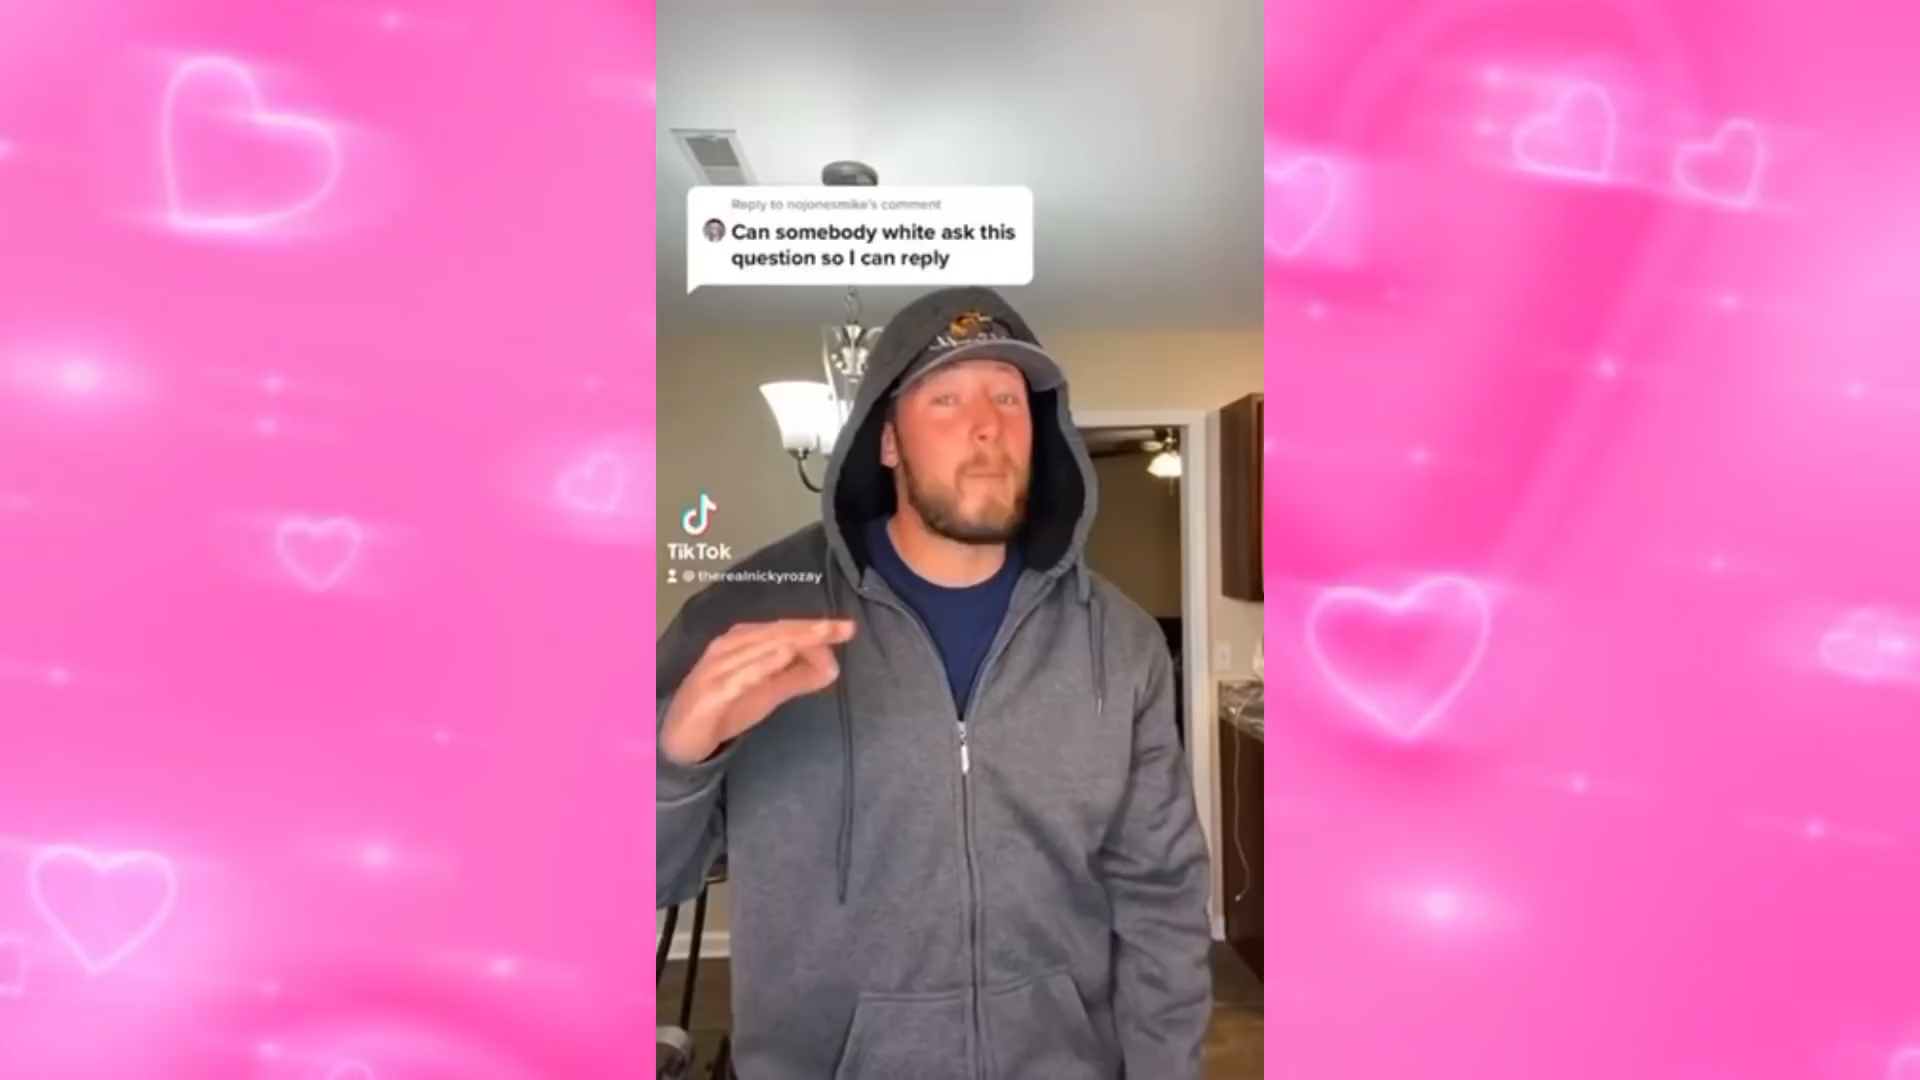 Reply to nojonesmike's comment
Can somebody white ask this
question so I can reply
TikTok
@therealnickyrozay